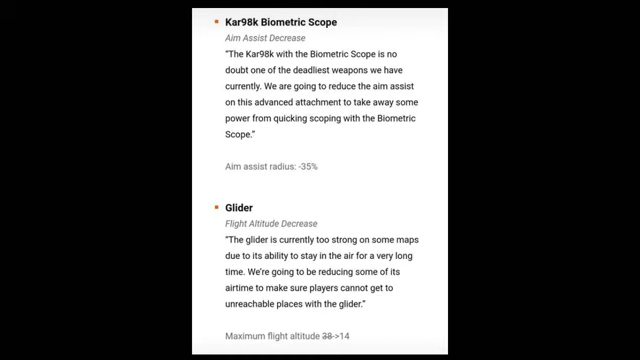 Kar98k Biometric Scope
Aim Assist Decrease
“The Kar98k with the Biometric Scope is no
doubt one of the deadliest weapons we have
currently. We are going to reduce the aim assist
on this advanced attachment to take away some
power from quicking scoping with the Biometric
Scope.”
Aim assist radius: -35%
Glider
Flight Altitude Decrease
“The glider is currently too strong on some maps
due to its ability to stay in the air for a very long
time. We’re going to be reducing some of its
airtime to make sure players cannot get to
unreachable places with the glider.”
Maximum flight altitude 38->14